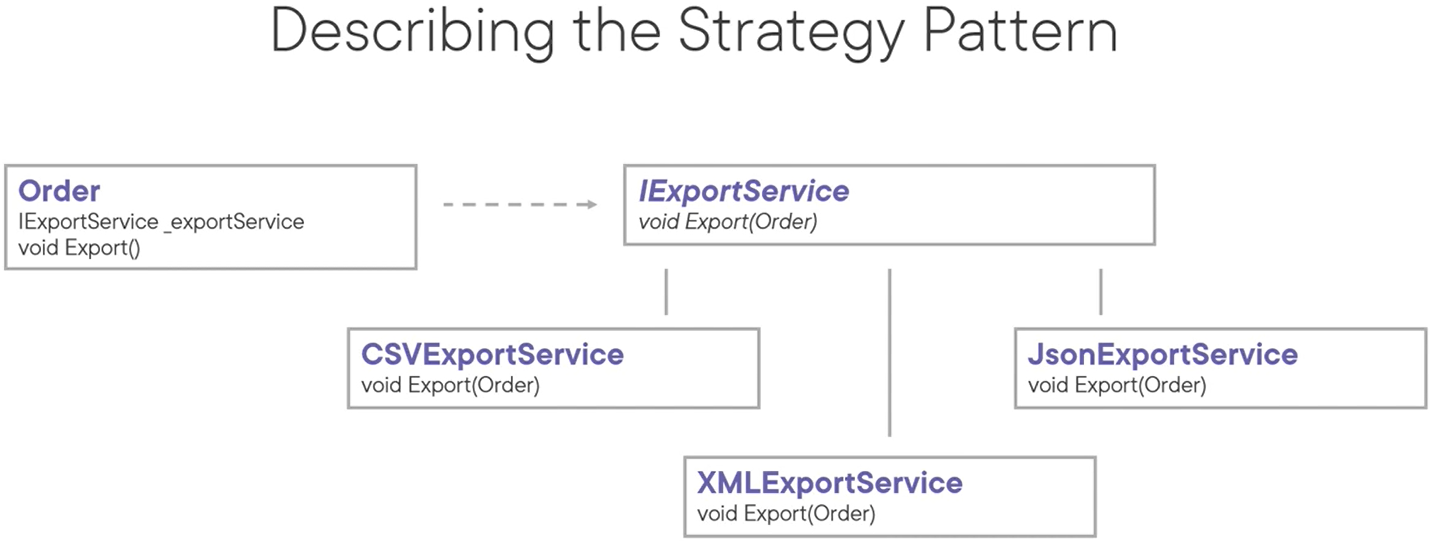 Describing the Strategy Pattern
Order
IExportService _exportService
void Export()
IExportService
void Export(Order)
CSVExportService
void Export(Order)
JsonExportService
void Export(Order)
XMLExportService
void Export(Order)